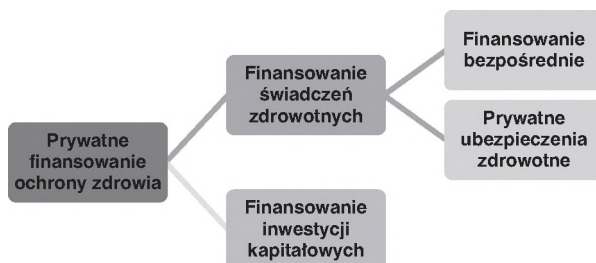 Prywatne
finansowanie
ochrony zdrowia
Finansowanie
świadczeń
zdrowotnych
Finansowanie
bezpośrednie
Prywatne
ubezpieczenia
zdrowotne
Finansowanie
inwestycji
kapitałowych